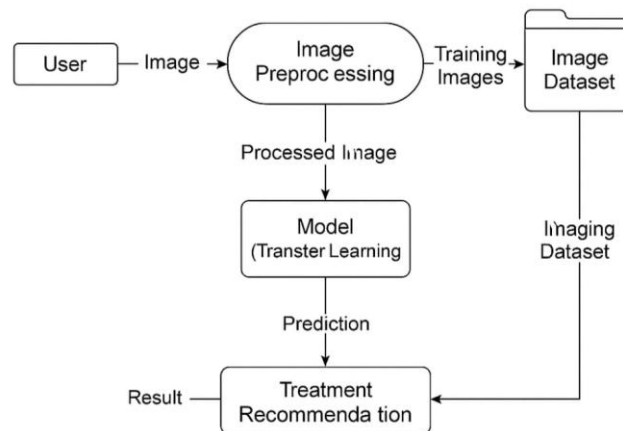 User
Image
Image
Preproc essing
Training
Images
Image
Dataset
Processed Image
Model
(Transter Learning
Imaging
Dataset
Prediction
Result
Treatment
Recommenda tion